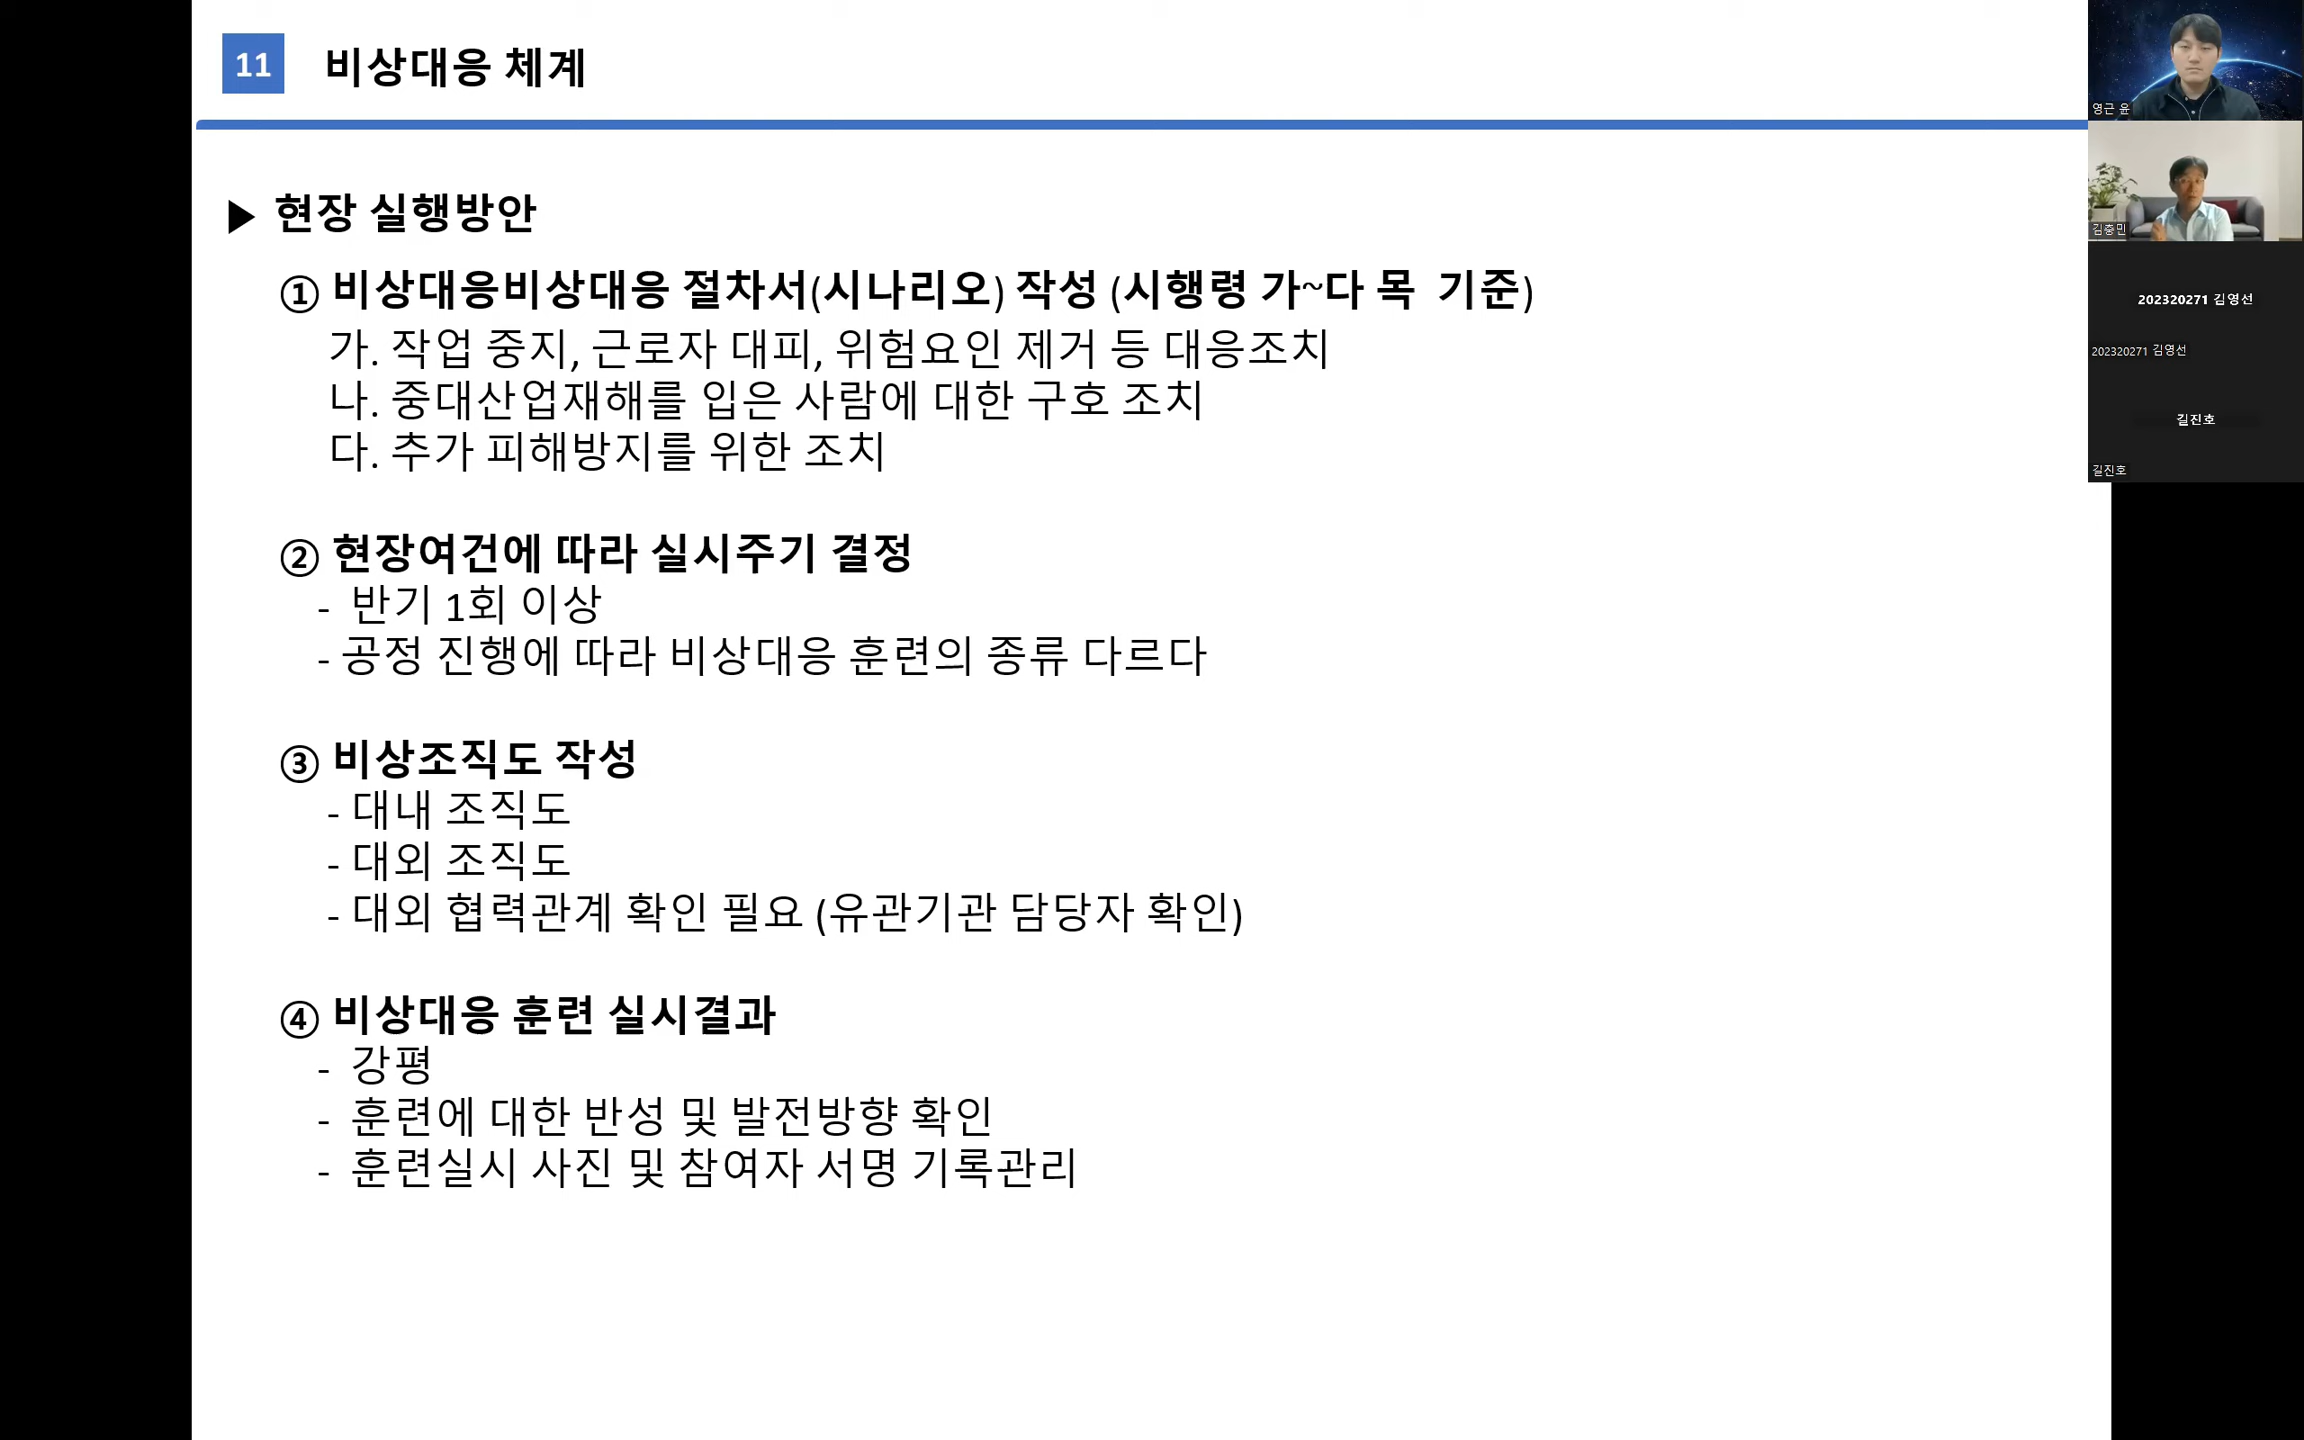 11 비상대응 체계
▶ 현장 실행방안
① 비상대응비상대응 절차서(시나리오) 작성 (시행령 가~다 목 기준)
가. 작업 중지, 근로자 대피, 위험요인 제거 등 대응조치
나. 중대산업재해를 입은 사람에 대한 구호 조치
다. 추가 피해방지를 위한 조치
② 현장여건에 따라 실시주기 결정
- 반기 1회 이상
- 공정 진행에 따라 비상대응 훈련의 종류 다르다
③ 비상조직도 작성
- 대내 조직도
- 대외 조직도
- 대외 협력관계 확인 필요 (유관기관 담당자 확인)
④ 비상대응 훈련 실시결과
- 강평
- 훈련에 대한 반성 및 발전방향 확인
- 훈련실시 사진 및 참여자 서명 기록관리
영근 윤
김충민
202320271 김영선
202320271 김영선
길진호
길진호